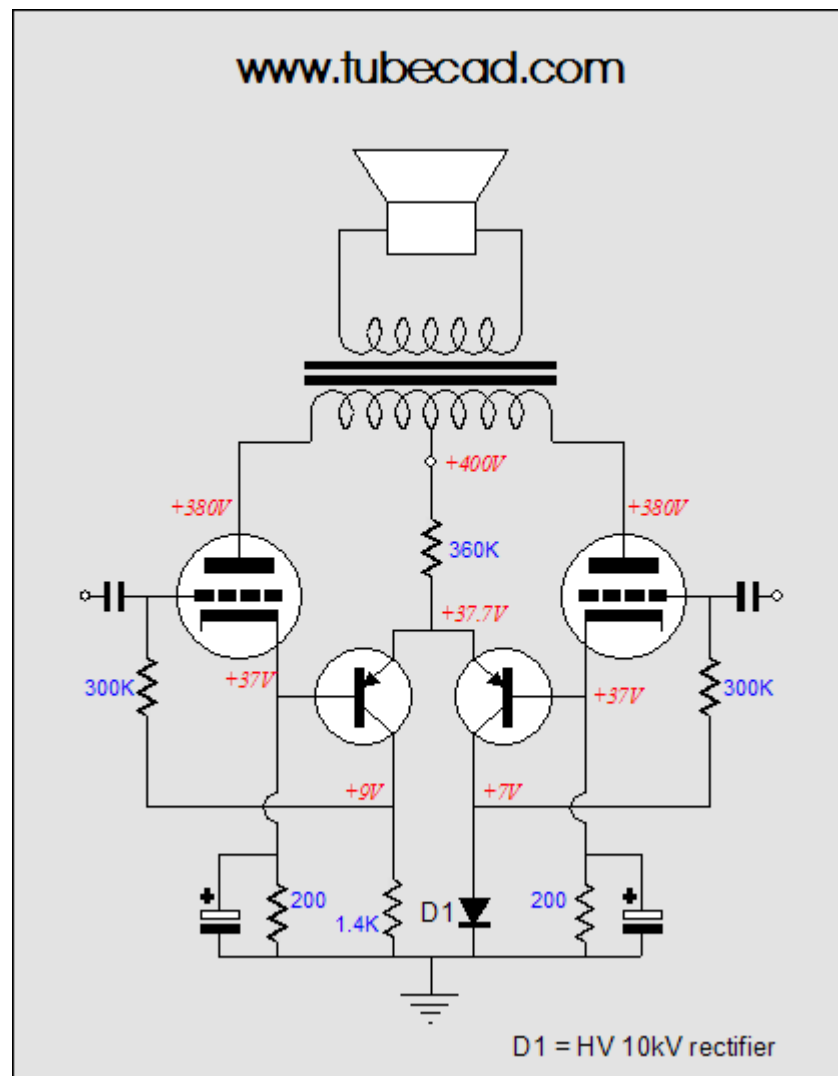 www.tubecad.com
+400V
+380V
+380V
360K
+37.7V
300K
+37V
+37V
300K
+9V
+7V
+
200
1.4K
D1
200
+
D1 = HV 10kV rectifier